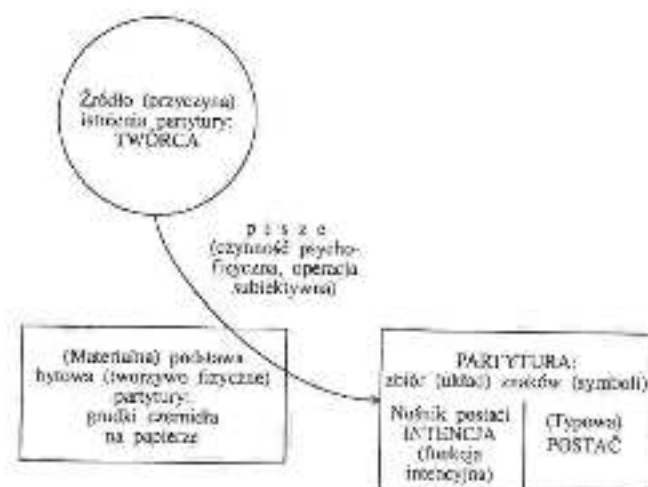 Źródło (przyczyna)
istnienia partytury:
TWÓRCA
pisze
(czynność psycho-
fizyczna, operacja
subiektywna)
(Materialna) podstawa
bytowa (tworzywo fizyczne)
partytury:
grudki czernidła
na papierze
PARTYTURA:
zbiór (układ) znaków (symboli)
Nośnik postaci
INTENCJA
(funkcja
intencyjna)
(Typowa)
POSTAĆ